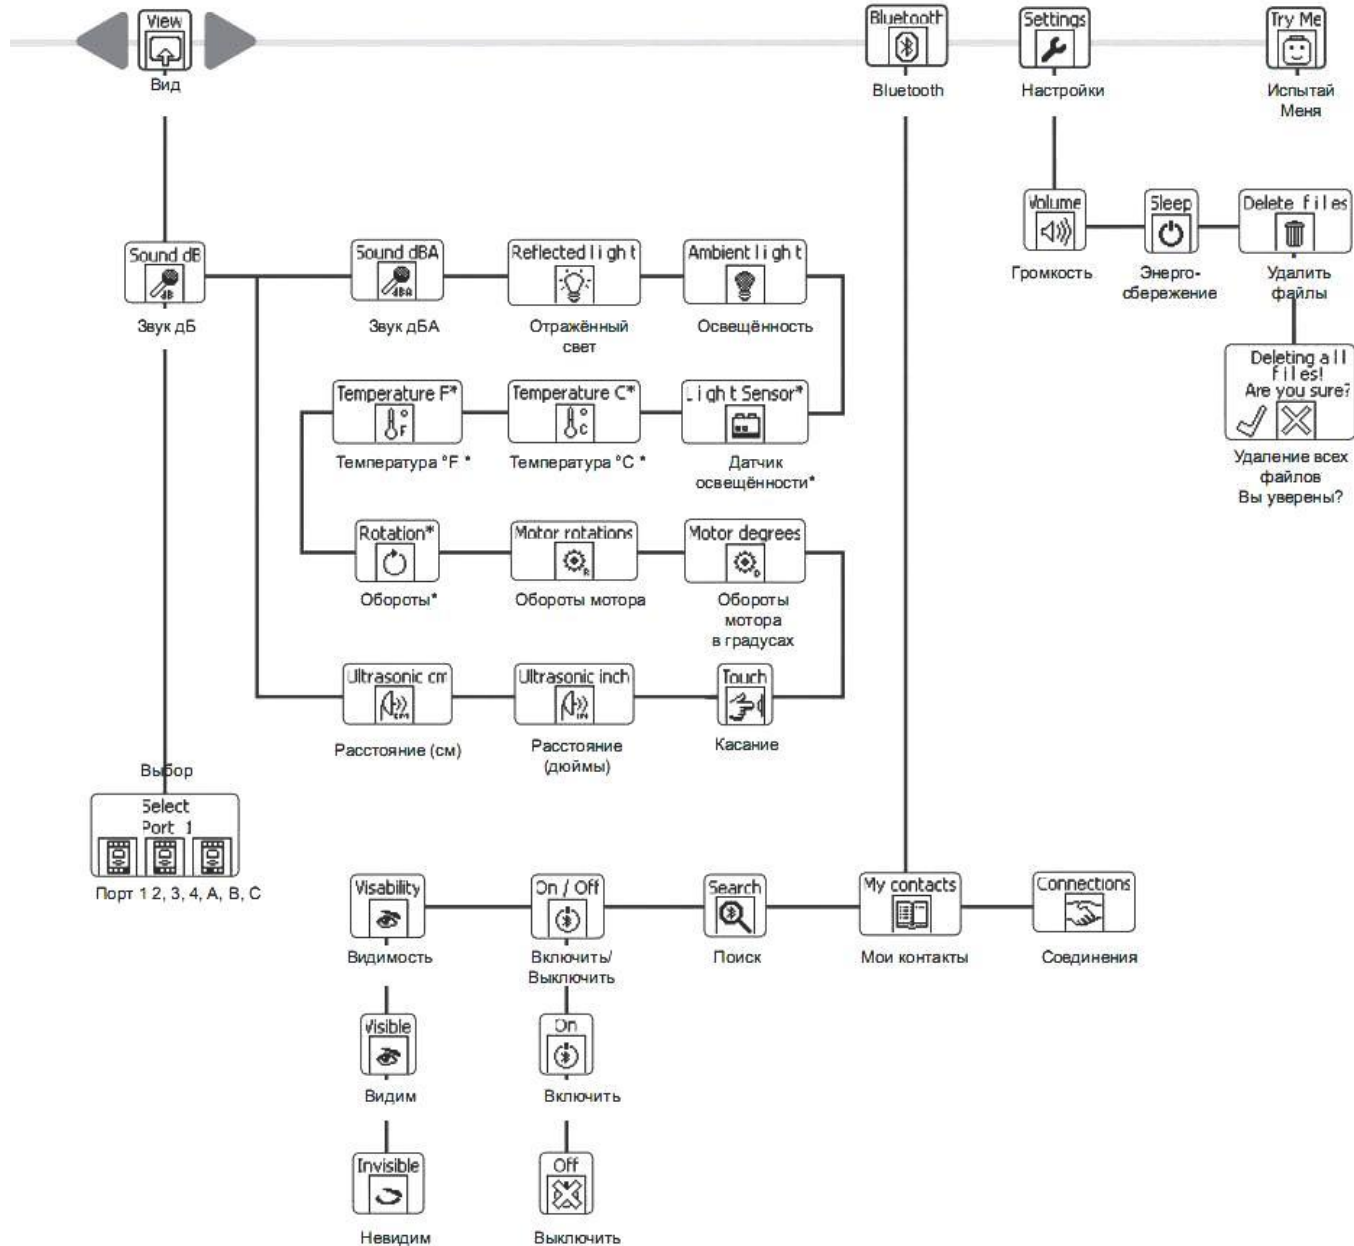 View
Вид
Bluetooth
Bluetooth
Settings
Настройки
Try Me
Испытай
Меня
Volume
Громкость
Sleep
Энерго-
сбережение
Delete files
Удалить
файлы
Deleting all
files!
Are you sure?
Удаление всех
файлов
Вы уверены?
Sound dB
dB
Звук дБ
Sound dBA
dBA
Звук дБА
Reflected light
Отражённый
свет
Ambient light
Освещённость
Temperature F*
°F
Температура °F *
Temperature C*
°C
Температура °C *
Light Sensor*
Датчик
освещённости*
Rotation*
Обороты*
Motor rotations
R
Обороты мотора
Motor degrees
D
Обороты
мотора
в градусах
Ultrasonic cm
cm
Расстояние (см)
Ultrasonic inch
Расстояние
(дюймы)
Touch
Касание
Выбор
Select
Port 1
Порт 1 2, 3, 4, A, B, C
Visability
Видимость
On / Off
Включить/
Выключить
Search
Поиск
My contacts
Мои контакты
Connections
Соединения
Visible
Видим
On
Включить
Invisible
Невидим
Off
Выключить